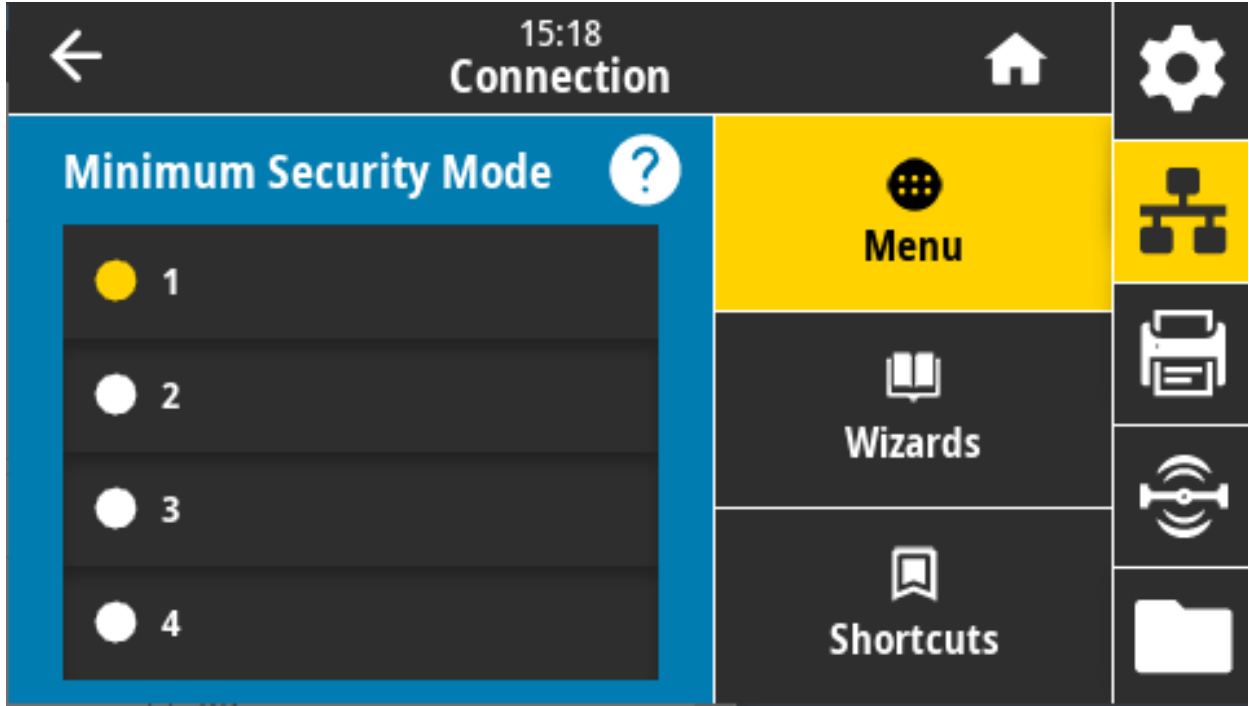 15:18
Connection
Minimum Security Mode
?
1
2
3
4
Menu
Wizards
Shortcuts